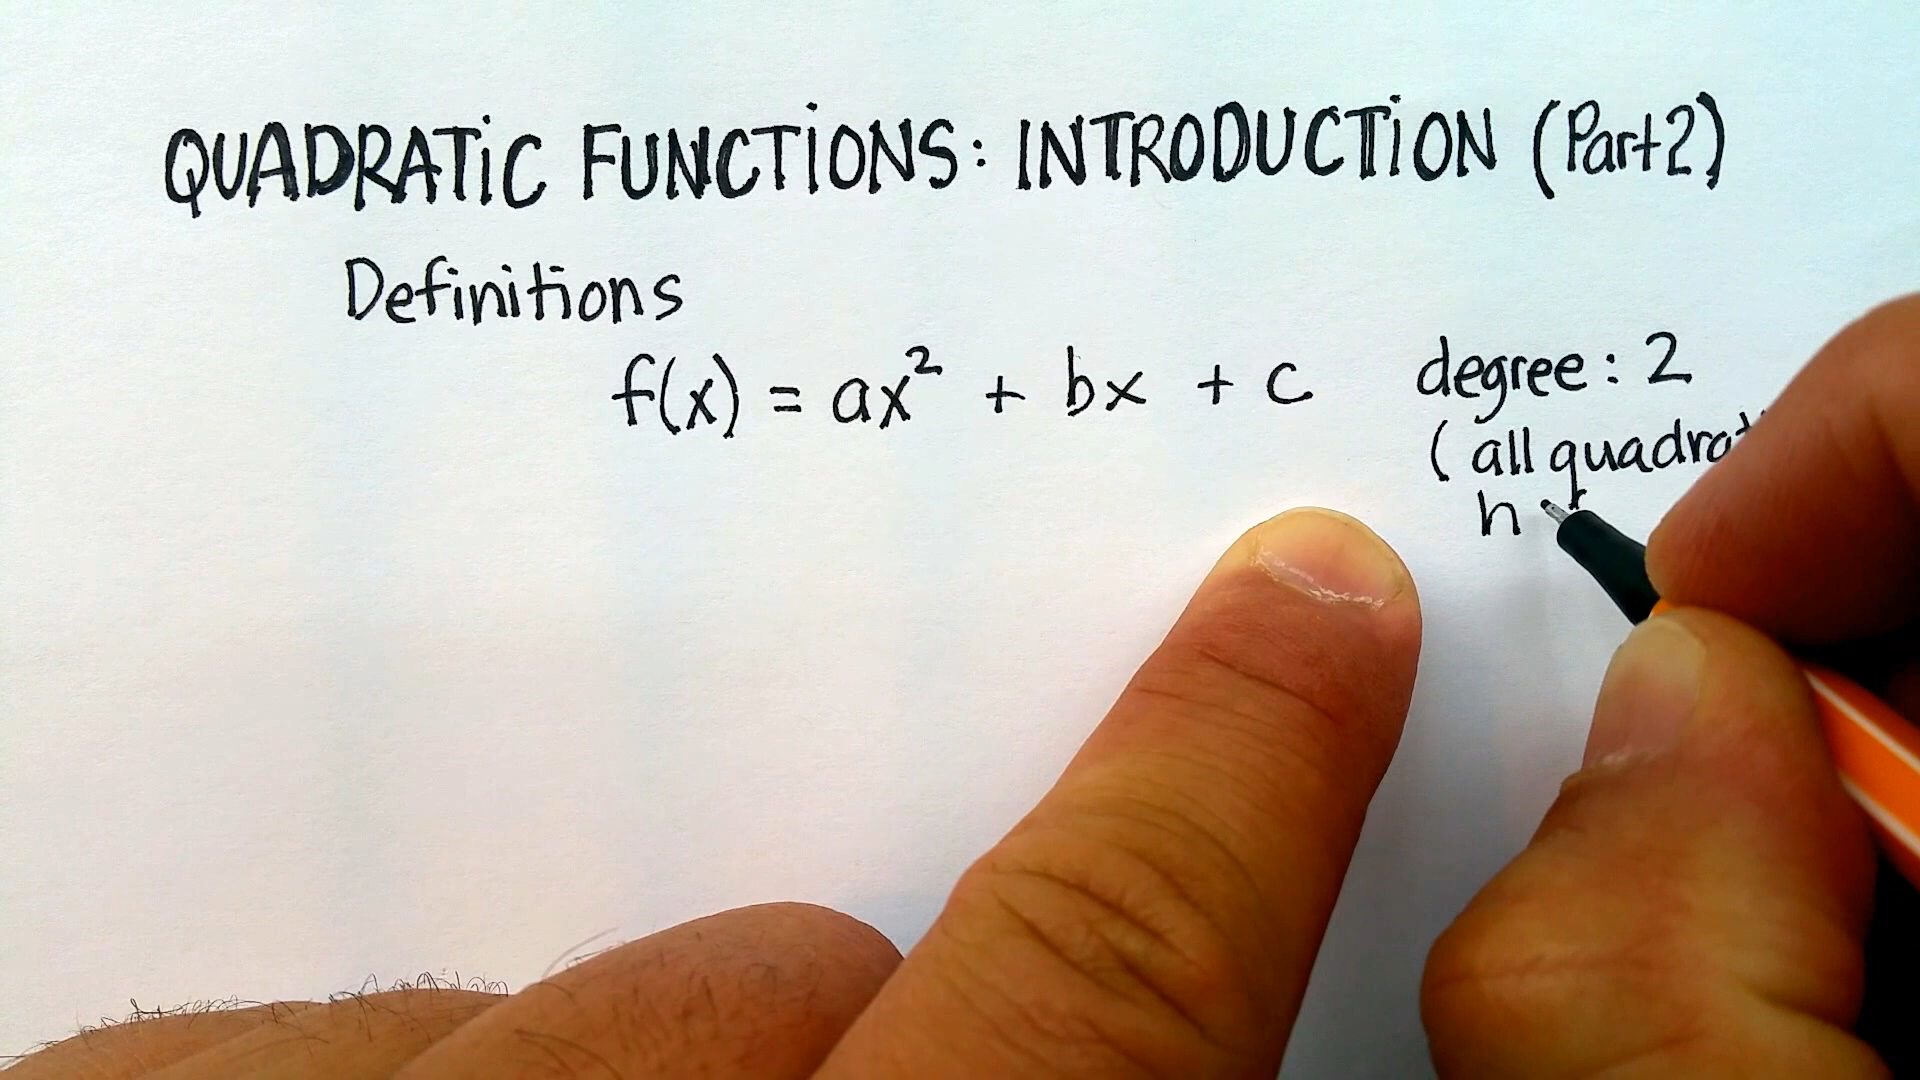 QUADRATIC FUNCTIONS: INTRODUCTION (Part 2)
Definitions
f(x) = ax² + bx + c
degree: 2
(all
h